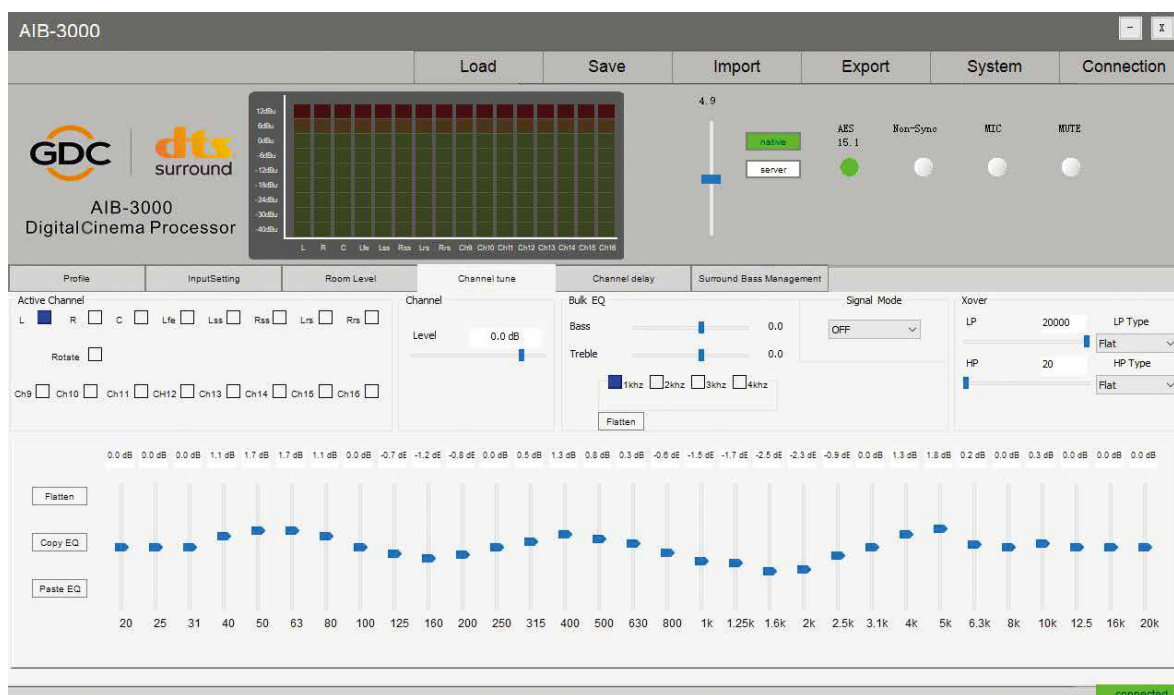 AIB-3000
- X
Load Save Import Export System Connection
GDC dts surround
AIB-3000
DigitalCinema Processor
12dBu
6dBu
0dBu
-6dBu
-12dBu
-18dBu
-24dBu
-30dBu
-40dBu
L R C Lfe Lss Rss Lrs Rrs Ch9 Ch10 Ch11 Ch12 Ch13 Ch14 Ch15 Ch16
4.9
native
server
AES 15.1 Non-Sync MIC MUTE
Profile InputSetting Room Level Channel tune Channel delay Surround Bass Management
Active Channel
L R C Lfe Lss Rss Lrs Rrs
Rotate
Ch9 Ch10 Ch11 CH12 Ch13 Ch14 Ch15 Ch16
Channel
Level 0.0 dB
Bulk EQ
Bass 0.0
Treble 0.0
1khz 2khz 3khz 4khz
Flatten
Signal Mode
OFF
Xover
LP 20000 LP Type
Flat
HP 20 HP Type
Flat
0.0 dB 0.0 dB 0.0 dB 1.1 dB 1.7 dB 1.7 dB 1.1 dB 0.0 dB -0.7 dE -1.2 dE -0.8 dE 0.0 dB 0.5 dB 1.3 dB 0.8 dB 0.3 dB -0.6 dE -1.5 dE -1.7 dE -2.5 dE -2.3 dE -0.9 dE 0.0 dB 1.3 dB 1.8 dB 0.2 dB 0.0 dB 0.3 dB 0.0 dB 0.0 dB 0.0 dB
Flatten
Copy EQ
Paste EQ
20 25 31 40 50 63 80 100 125 160 200 250 315 400 500 630 800 1k 1.25k 1.6k 2k 2.5k 3.1k 4k 5k 6.3k 8k 10k 12.5 16k 20k
connected